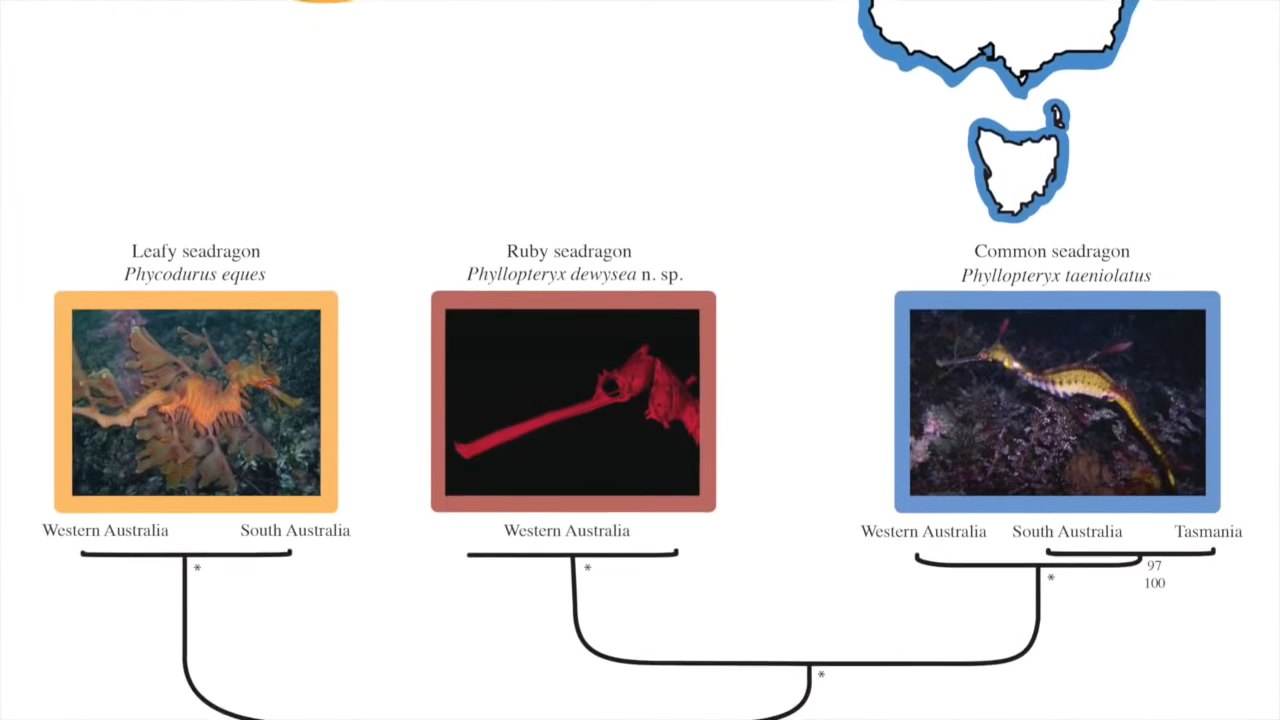 Leafy seadragon
Phycodurus eques
Ruby seadragon
Phyllopteryx dewysea n. sp.
Common seadragon
Phyllopteryx taeniolatus
Western Australia
South Australia
Western Australia
Western Australia
South Australia
Tasmania
*
*
*
97
100
*